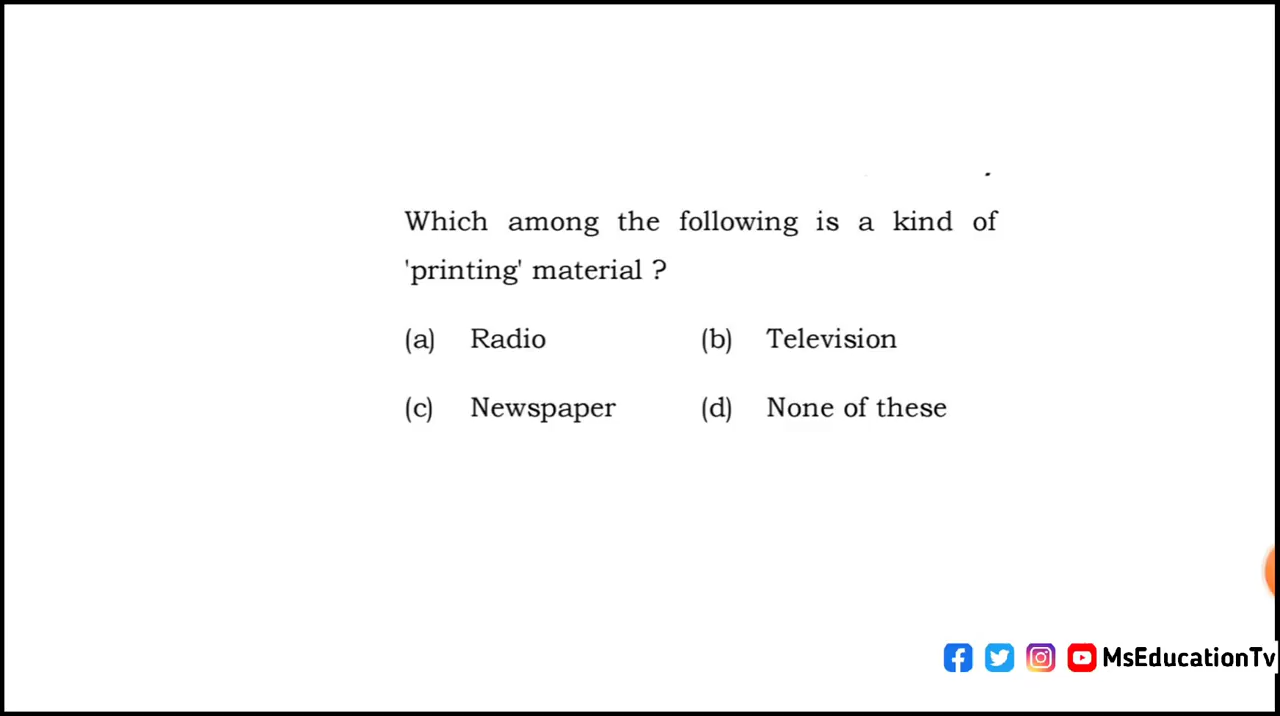 Which among the following is a kind of
'printing' material ?
(a) Radio (b) Television
(c) Newspaper (d) None of these
MsEducationTv